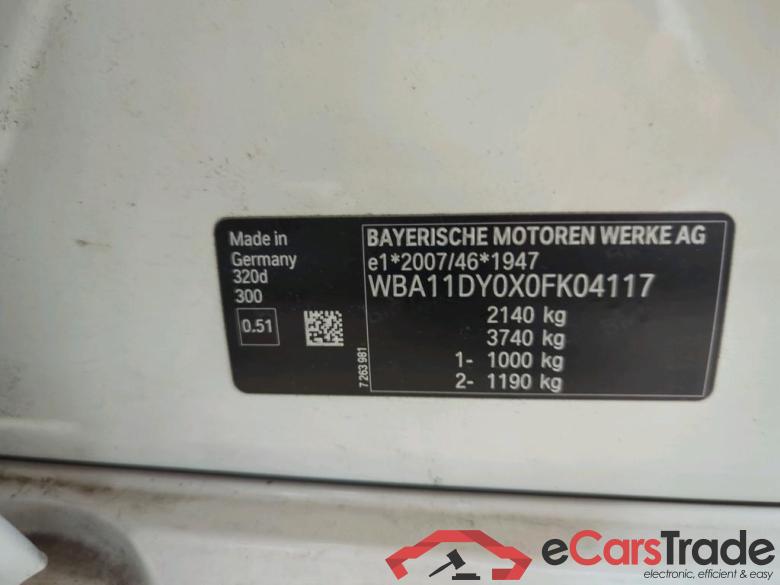 Made in
Germany
320d
300
0.51
7 263 981
BAYERISCHE MOTOREN WERKE AG
e1*2007/46*1947
WBA11DY0X0FK04117
2140 kg
3740 kg
1- 1000 kg
2- 1190 kg
eCarsTrade
electronic, efficient & easy